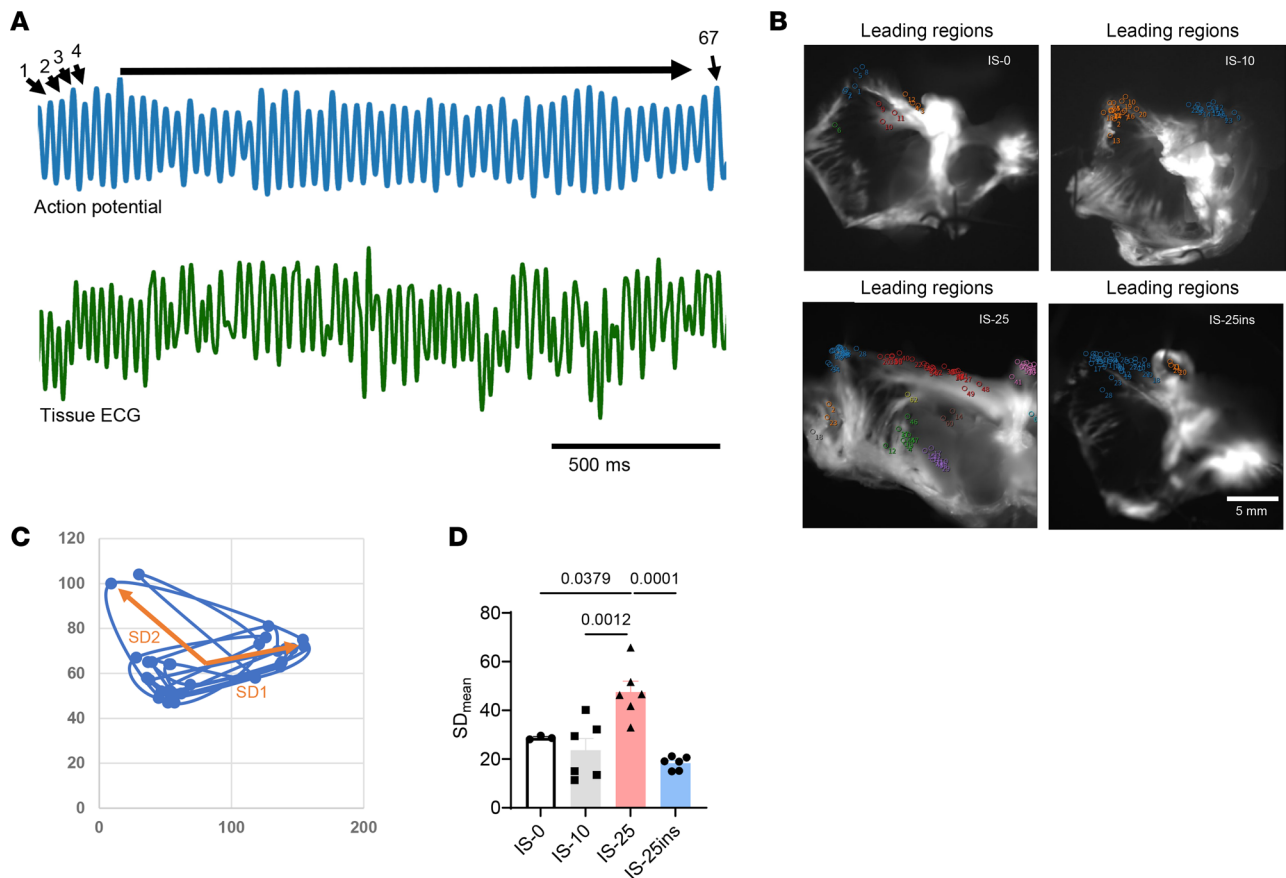 A
1
2
3
4
67
Action potential
Tissue ECG
500 ms
B
Leading regions
Leading regions
IS-0
IS-10
Leading regions
Leading regions
IS-25
IS-25ins
5 mm
C
120
100
80
60
40
20
0
0
100
200
SD2
SD1
D
0.0379
0.0001
0.0012
80
60
40
20
0
SDmean
IS-0
IS-10
IS-25
IS-25ins